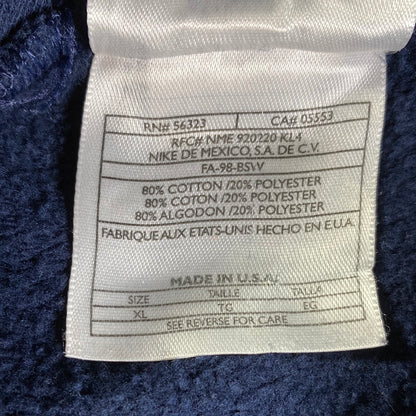 RN# 56323 CA# 05553
RFC# NME 920220 KL4
NIKE DE MEXICO, S.A. DE C.V.
FA-98-BSW
80% COTTON /20% POLYESTER
80% COTON /20% POLYESTER
80% ALGODON /20% POLYESTER
FABRIQUE AUX ETATS-UNIS HECHO EN E.U.A.
MADE IN U.S.A.
SIZE TAILLE TALLA
XL TG EG
SEE REVERSE FOR CARE